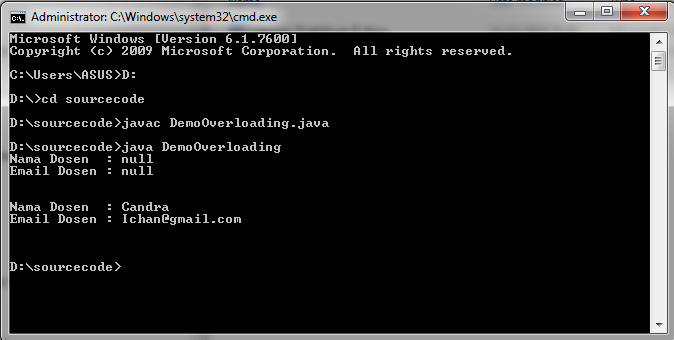 Administrator: C:\Windows\system32\cmd.exe
Microsoft Windows [Version 6.1.7600]
Copyright (c) 2009 Microsoft Corporation.  All rights reserved.
C:\Users\ASUS>D:
D:\>cd sourcecode
D:\sourcecode>javac DemoOverloading.java
D:\sourcecode>java DemoOverloading
Nama Dosen  : null
Email Dosen : null
Nama Dosen  : Candra
Email Dosen : Ichan@gmail.com
D:\sourcecode>